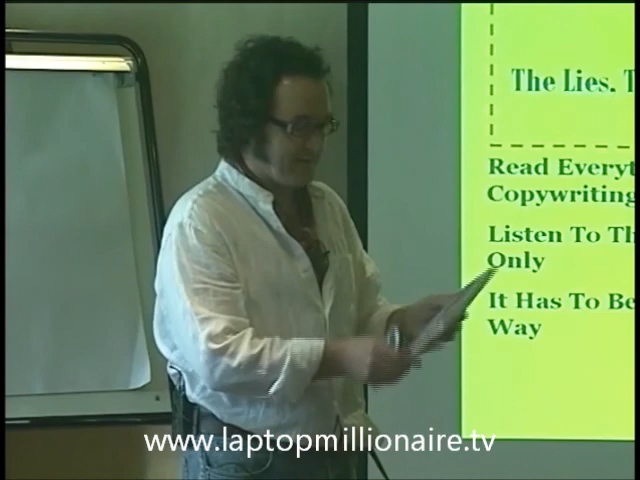 The Lies. T
Read Everyt
Copywriting
Listen To Th
Only
It Has To Be
Way
www.laptopmillionaire.tv